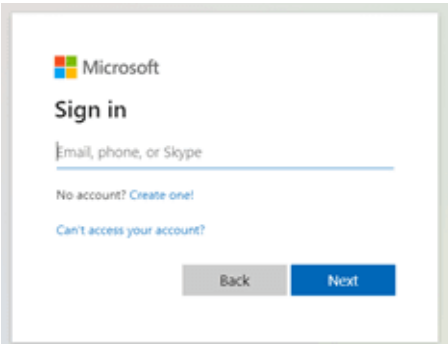 Microsoft
Sign in
Email, phone, or Skype
No account? Create one!
Can't access your account?
Back Next